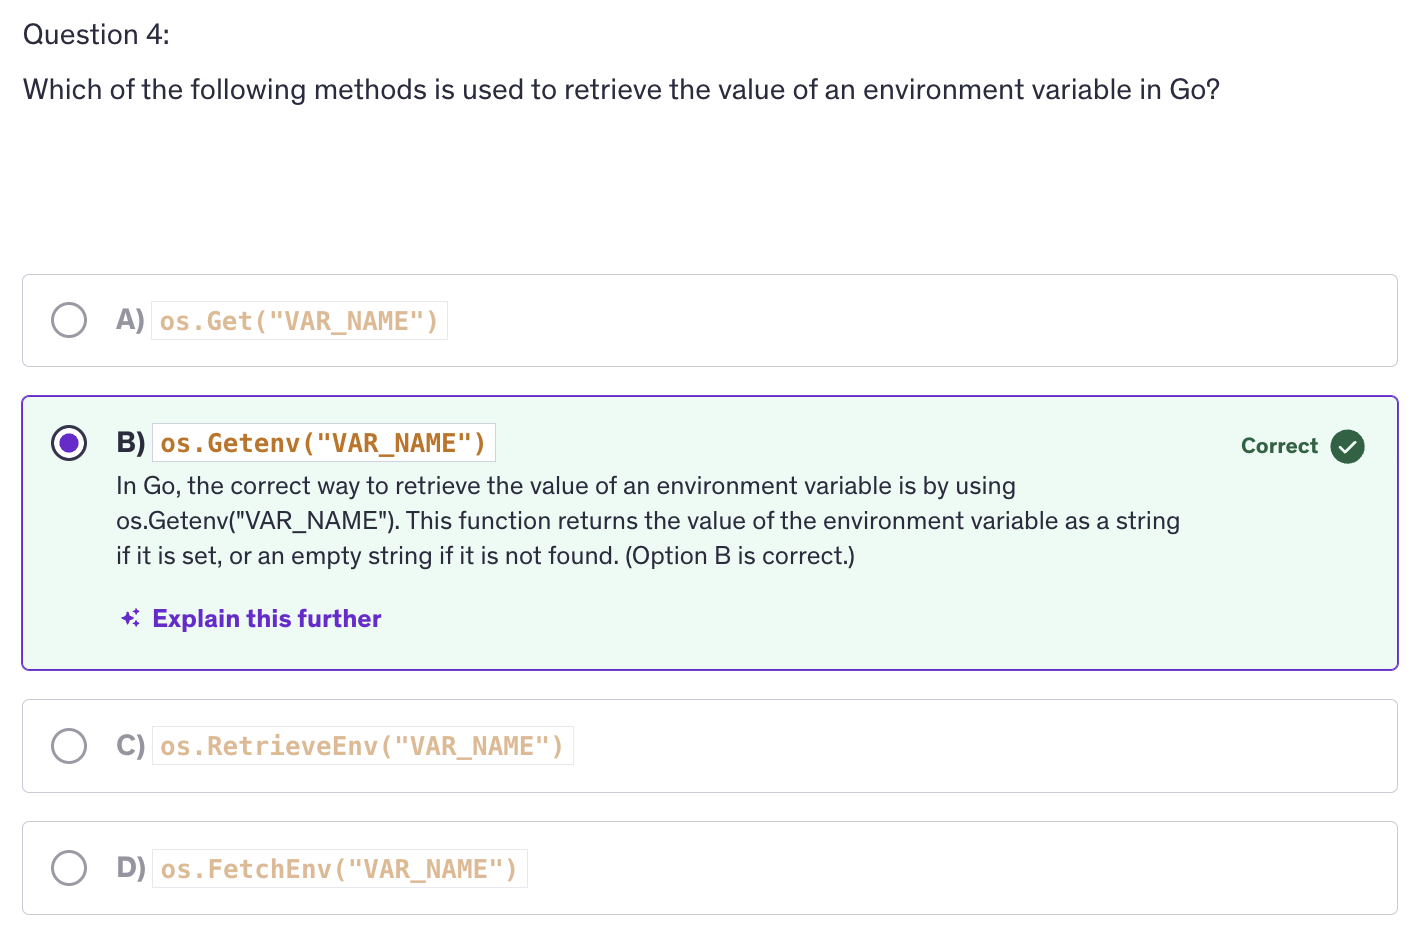 Question 4:
Which of the following methods is used to retrieve the value of an environment variable in Go?
A) os.Get("VAR_NAME")
B) os.Getenv("VAR_NAME")
Correct
In Go, the correct way to retrieve the value of an environment variable is by using
os.Getenv("VAR_NAME"). This function returns the value of the environment variable as a string
if it is set, or an empty string if it is not found. (Option B is correct.)
Explain this further
C) os.RetrieveEnv("VAR_NAME")
D) os.FetchEnv("VAR_NAME")